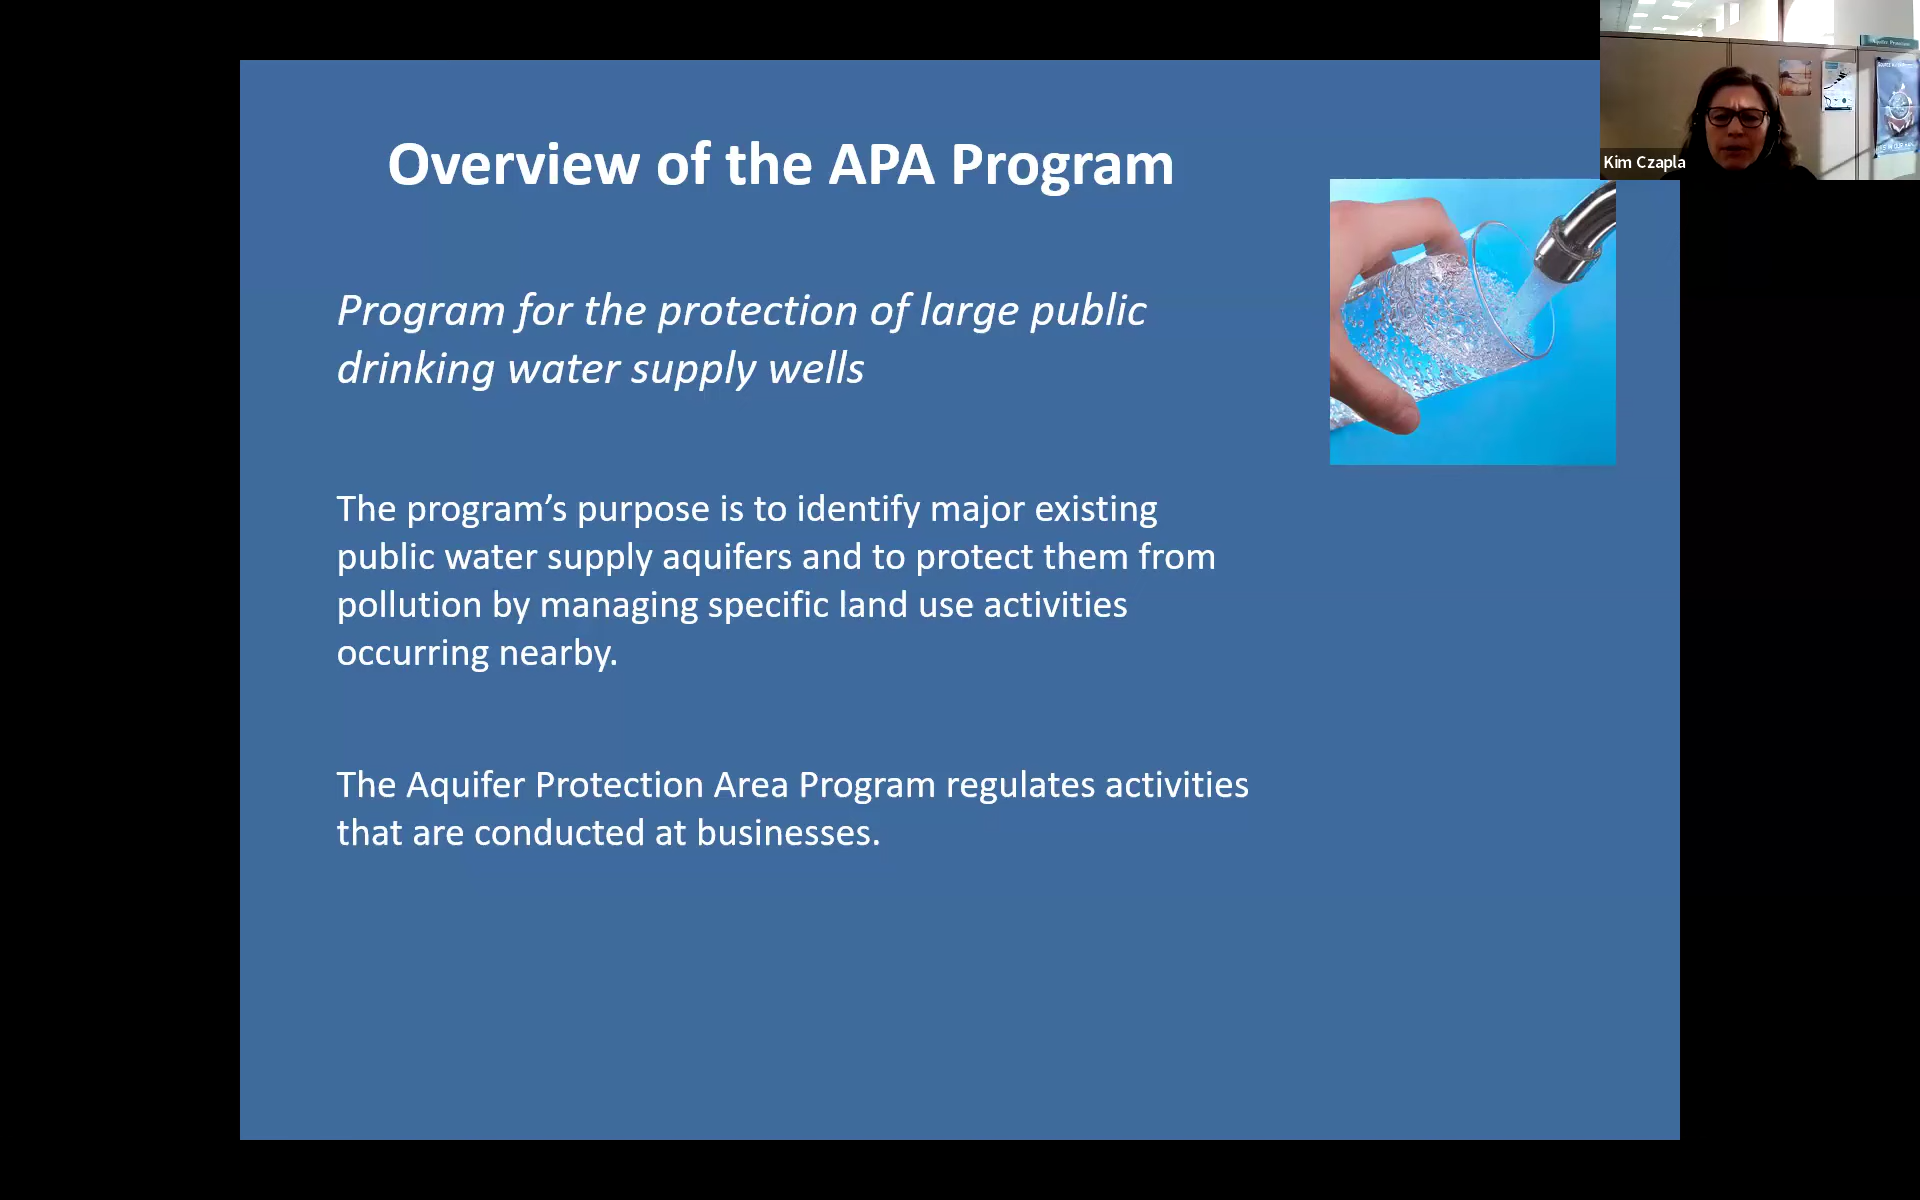 Overview of the APA Program
Program for the protection of large public
drinking water supply wells
The program’s purpose is to identify major existing
public water supply aquifers and to protect them from
pollution by managing specific land use activities
occurring nearby.
The Aquifer Protection Area Program regulates activities
that are conducted at businesses.
Kim Czapla